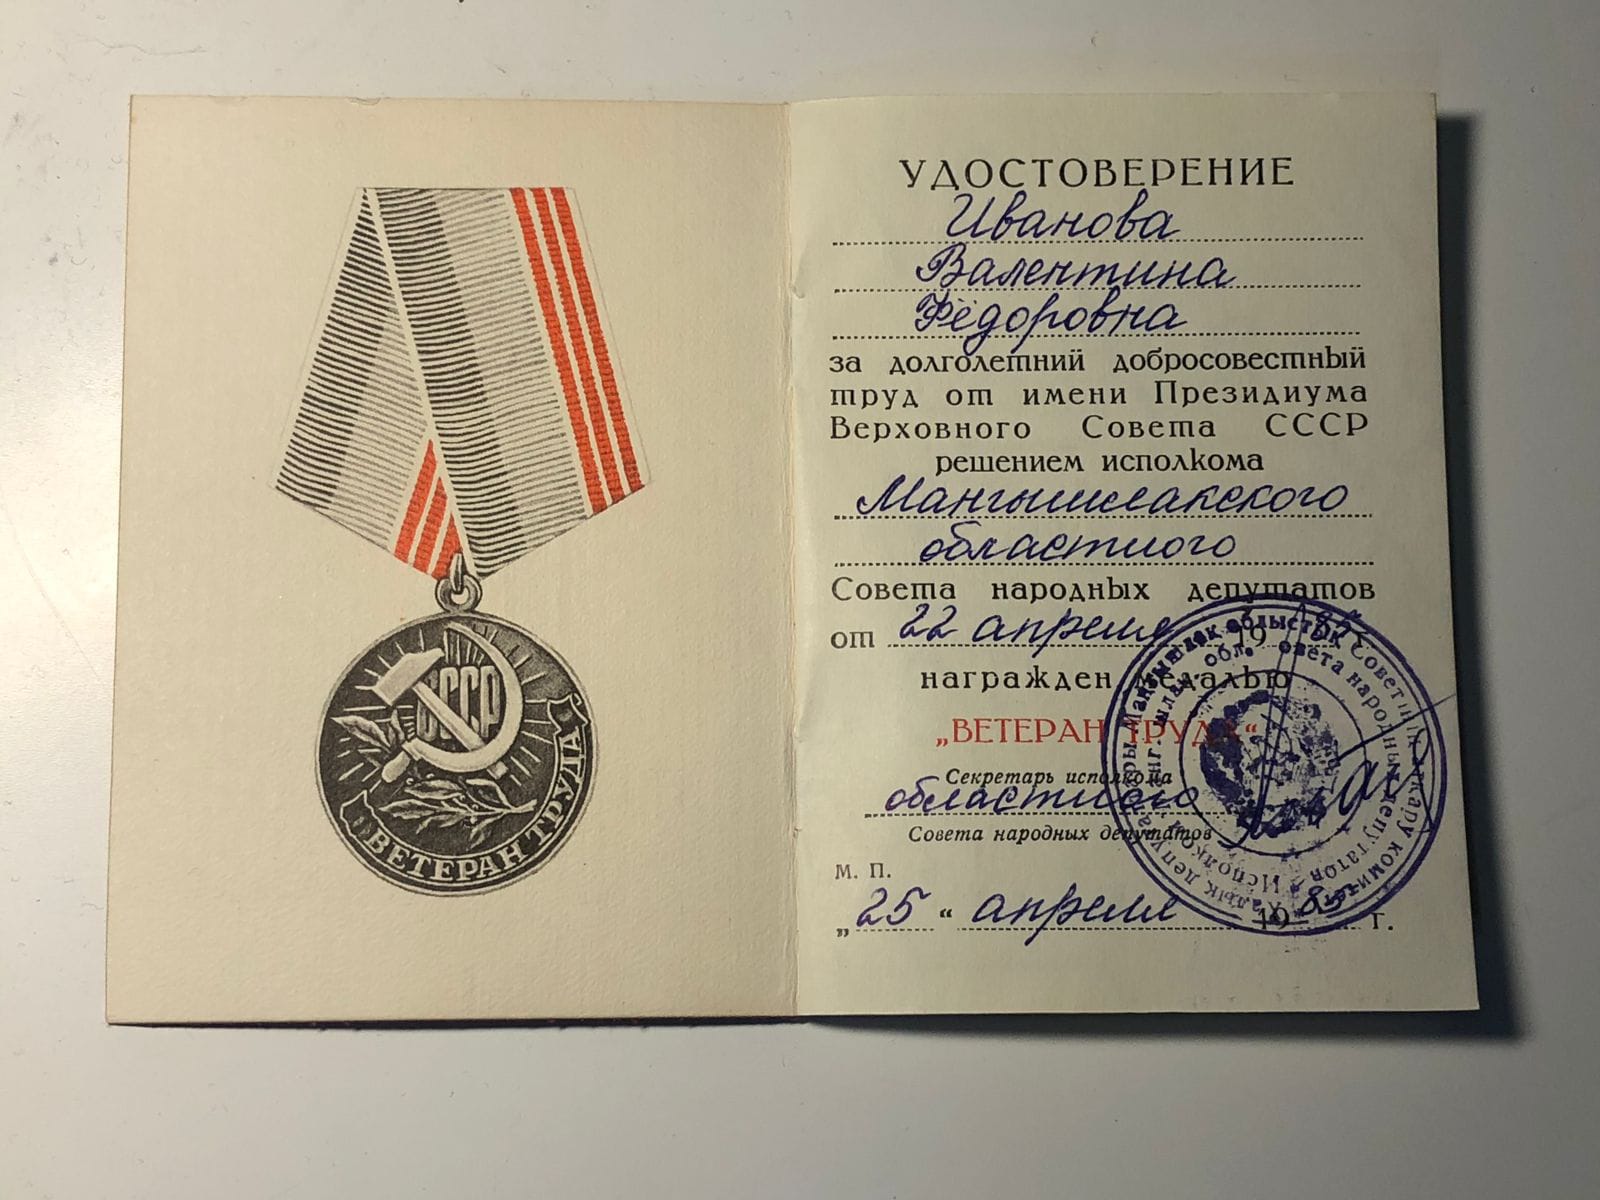 СССР
ВЕТЕРАН ТРУДА
УДОСТОВЕРЕНИЕ
Иванова
Валентина
Фёдоровна
за долголетний добросовестный
труд от имени Президиума
Верховного Совета СССР
решением исполкома
Мангышлакского
областного
Совета народных депутатов
от 22 апреля 1985 г.
награжден медалью
„ВЕТЕРАН ТРУДА“
Секретарь исполкома
областного
Совета народных депутатов
М. П.
„25“ апреля 1985 г.